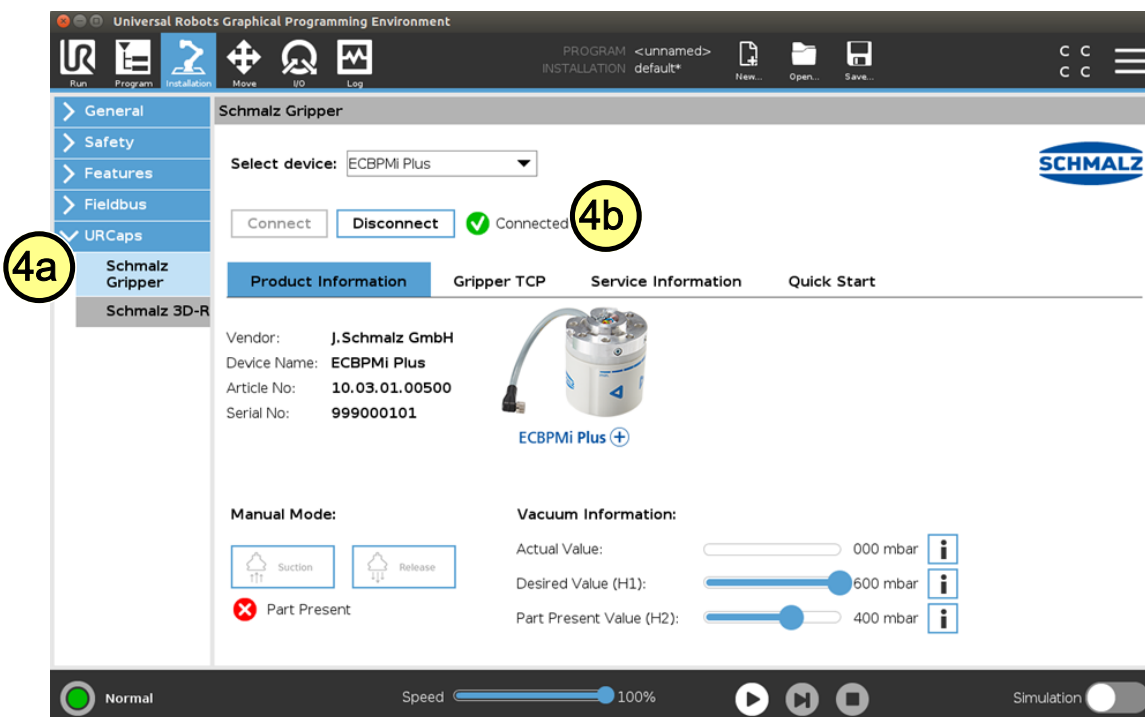 Universal Robots Graphical Programming Environment
Run
Program
Installation
Move
I/O
Log
PROGRAM <unnamed>
INSTALLATION default*
New...
Open...
Save...
C C
C C
General
Safety
Features
Fieldbus
URCaps
4a
Schmalz
Gripper
Schmalz 3D-R
Schmalz Gripper
Select device: ECBPMi Plus
SCHMALZ
Connect
Disconnect
Connected
4b
Product Information
Gripper TCP
Service Information
Quick Start
Vendor: J.Schmalz GmbH
Device Name: ECBPMi Plus
Article No: 10.03.01.00500
Serial No: 999000101
ECBPMi Plus
Manual Mode:
Suction
Release
Part Present
Vacuum Information:
Actual Value: 000 mbar
Desired Value (H1): 600 mbar
Part Present Value (H2): 400 mbar
Normal
Speed 100%
Simulation